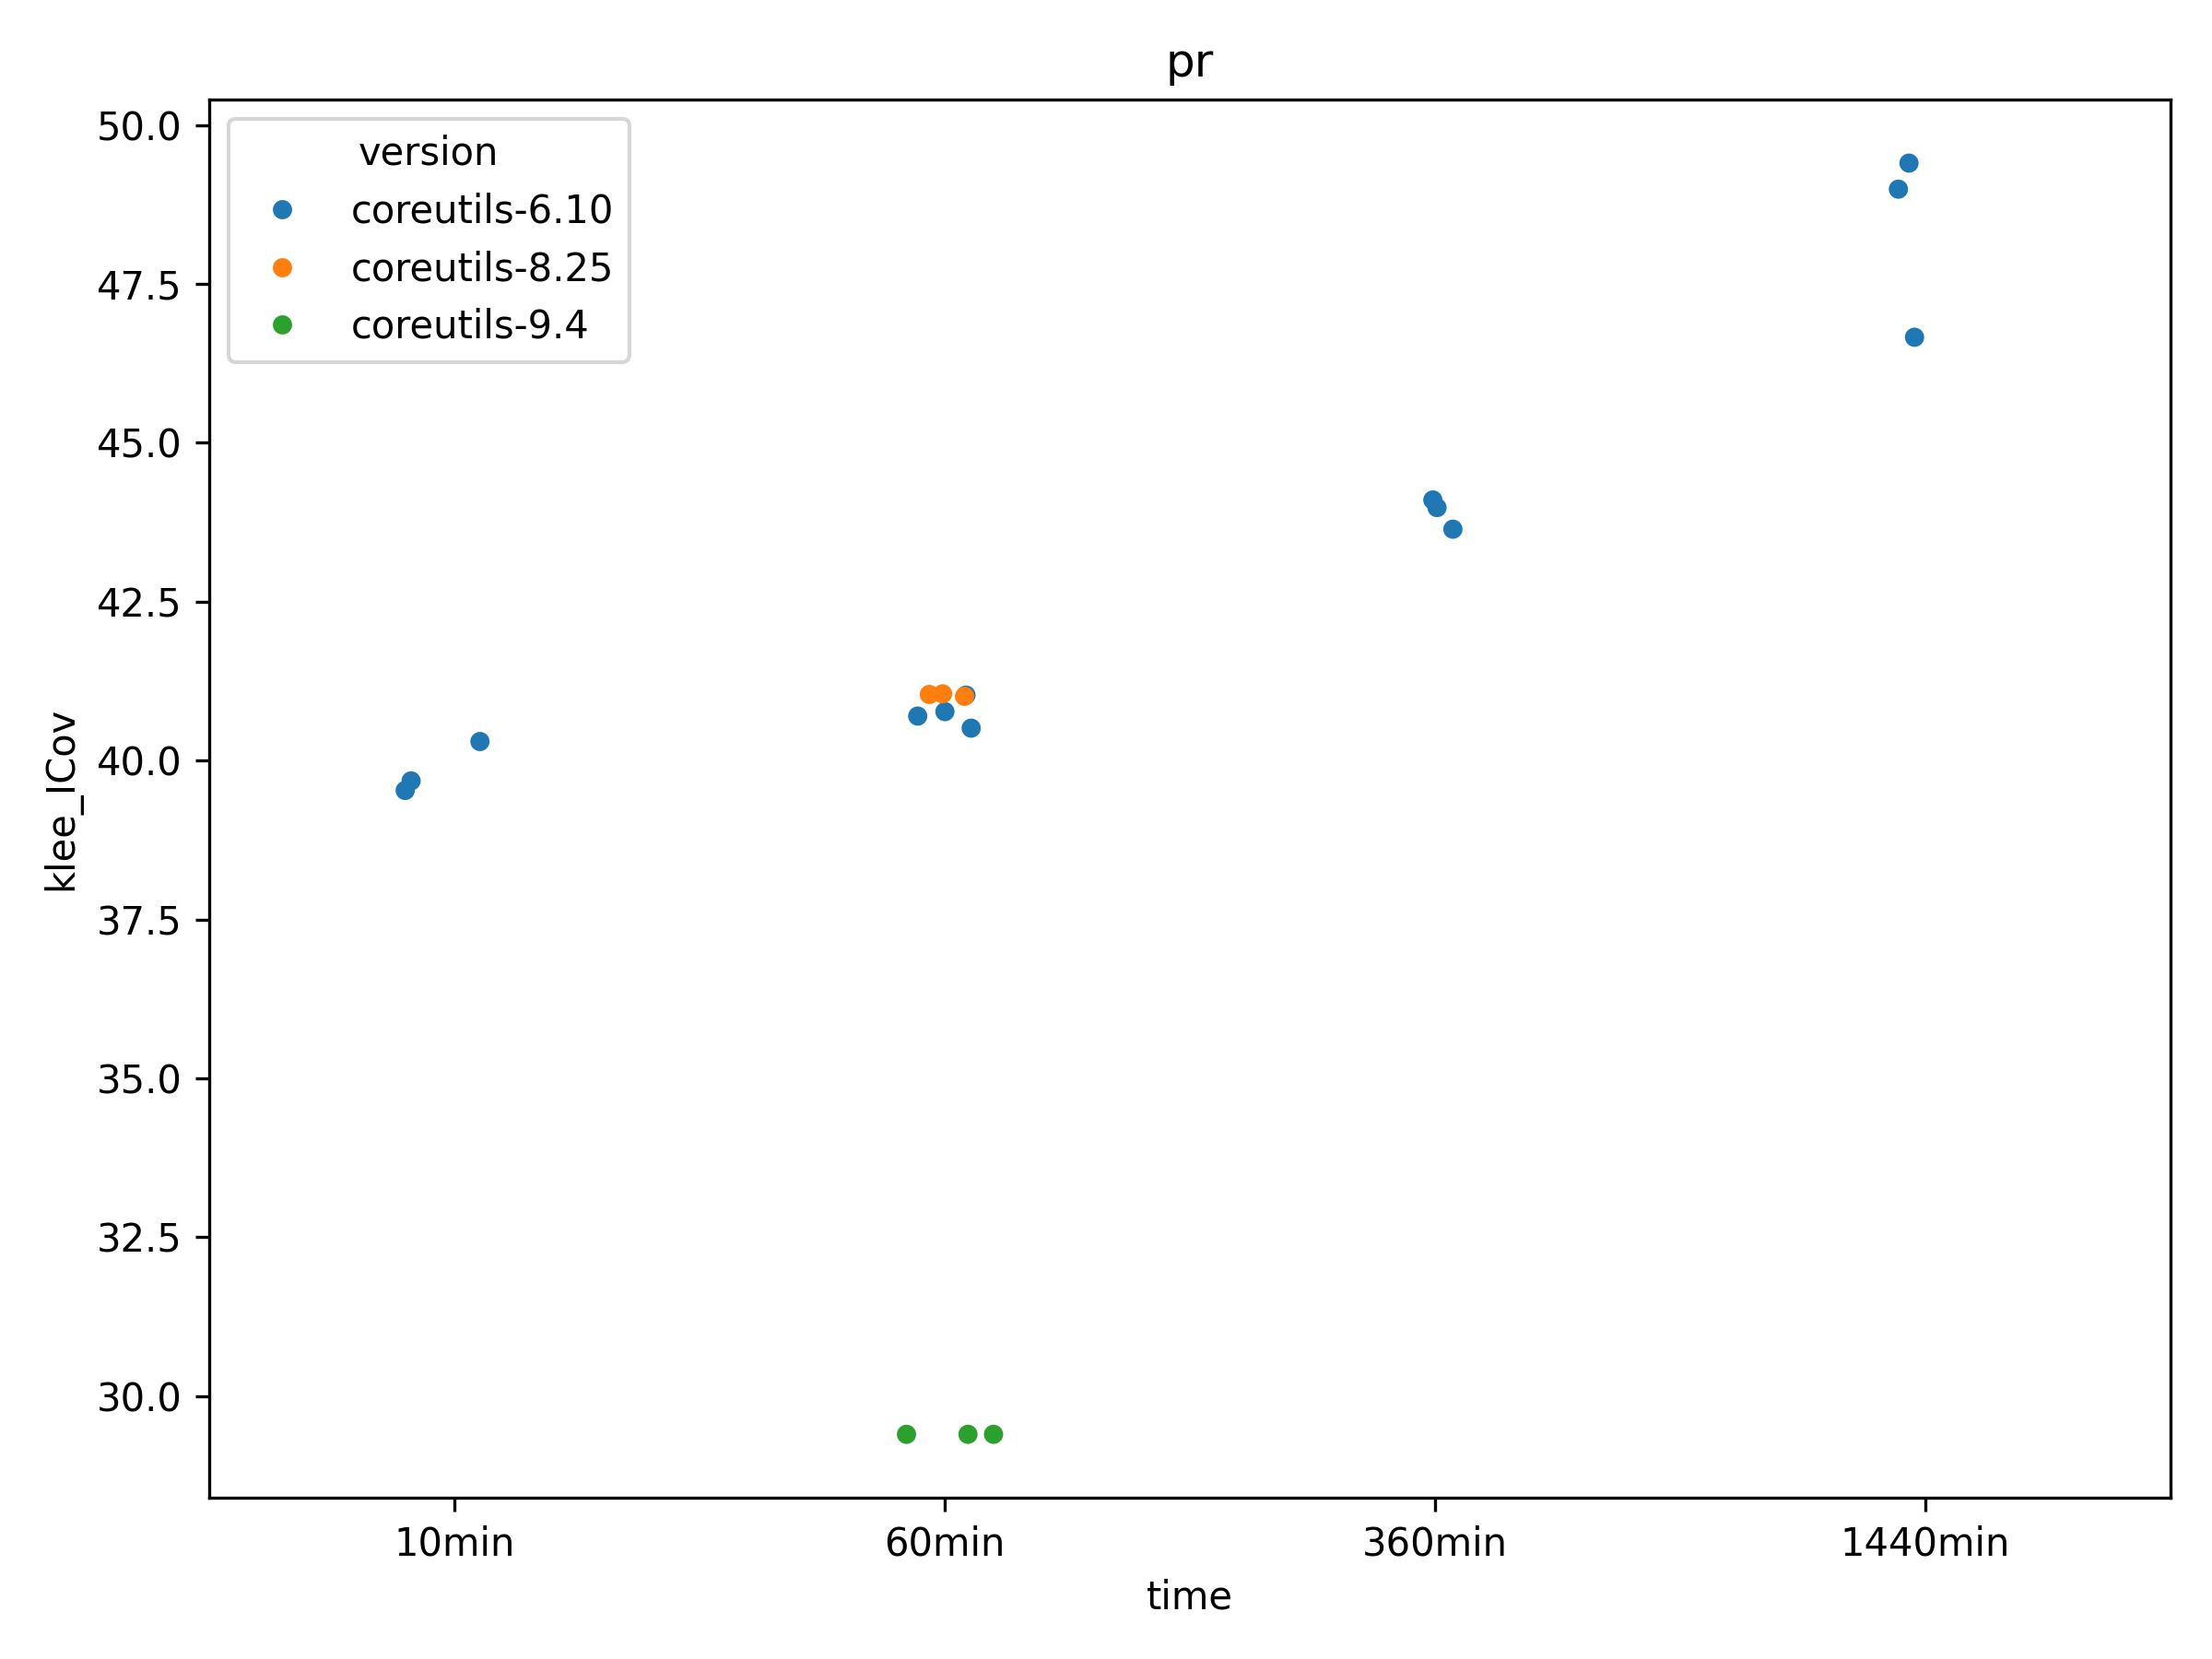 pr
version
coreutils-6.10
coreutils-8.25
coreutils-9.4
50.0
47.5
45.0
42.5
40.0
37.5
35.0
32.5
30.0
klee_ICov
10min 60min 360min 1440min
time